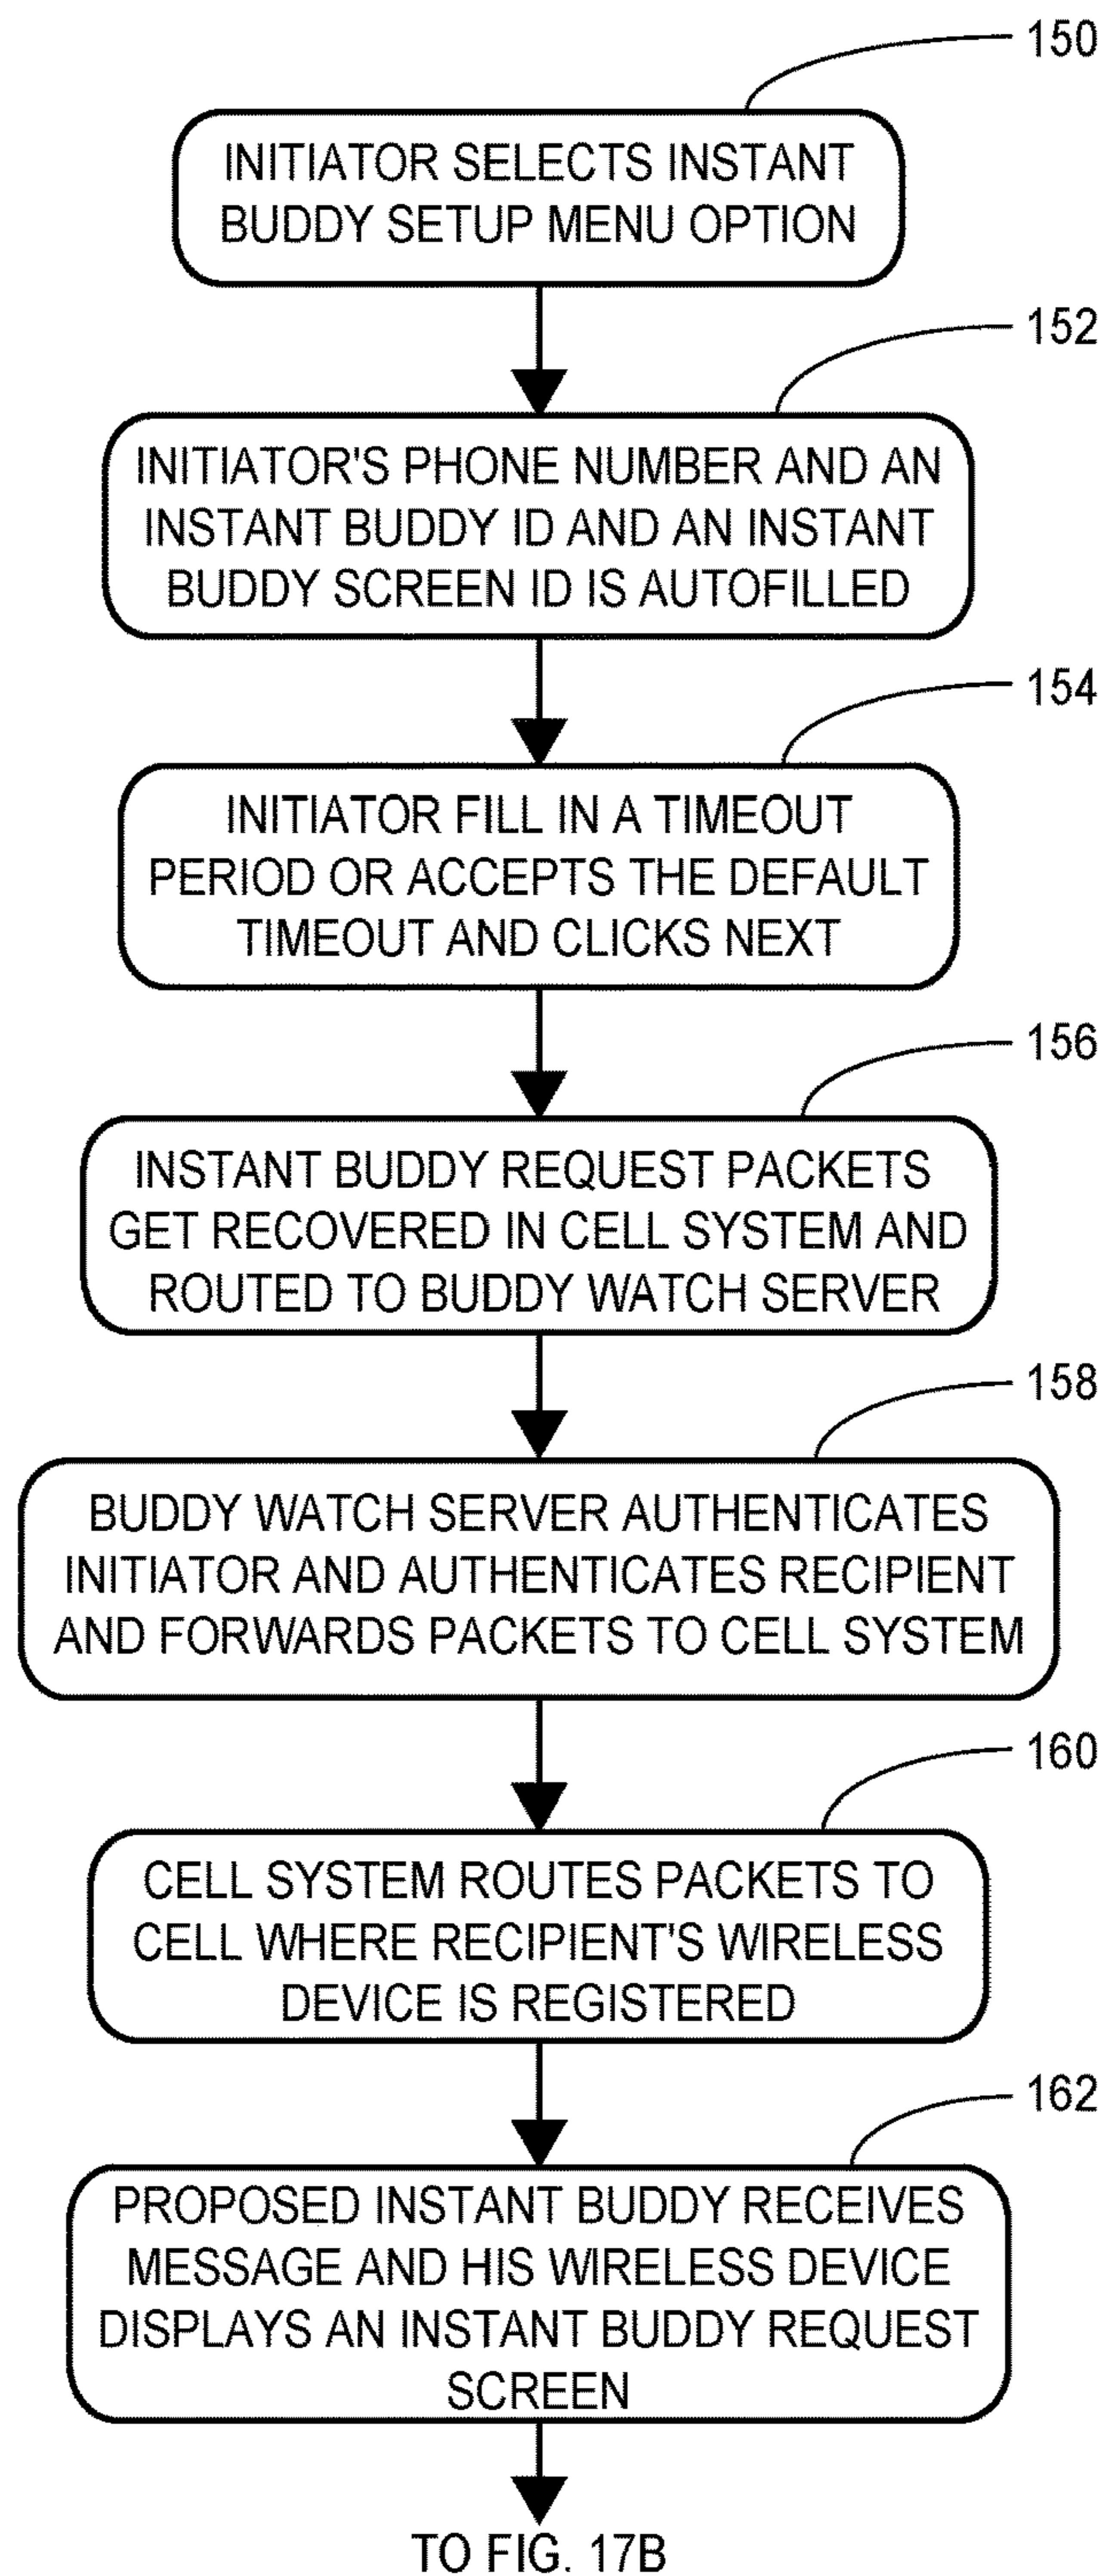 150
INITIATOR SELECTS INSTANT
BUDDY SETUP MENU OPTION
152
INITIATOR'S PHONE NUMBER AND AN
INSTANT BUDDY ID AND AN INSTANT
BUDDY SCREEN ID IS AUTOFILLED
154
INITIATOR FILL IN A TIMEOUT
PERIOD OR ACCEPTS THE DEFAULT
TIMEOUT AND CLICKS NEXT
156
INSTANT BUDDY REQUEST PACKETS
GET RECOVERED IN CELL SYSTEM AND
ROUTED TO BUDDY WATCH SERVER
158
BUDDY WATCH SERVER AUTHENTICATES
INITIATOR AND AUTHENTICATES RECIPIENT
AND FORWARDS PACKETS TO CELL SYSTEM
160
CELL SYSTEM ROUTES PACKETS TO
CELL WHERE RECIPIENT'S WIRELESS
DEVICE IS REGISTERED
162
PROPOSED INSTANT BUDDY RECEIVES
MESSAGE AND HIS WIRELESS DEVICE
DISPLAYS AN INSTANT BUDDY REQUEST
SCREEN
TO FIG. 17B